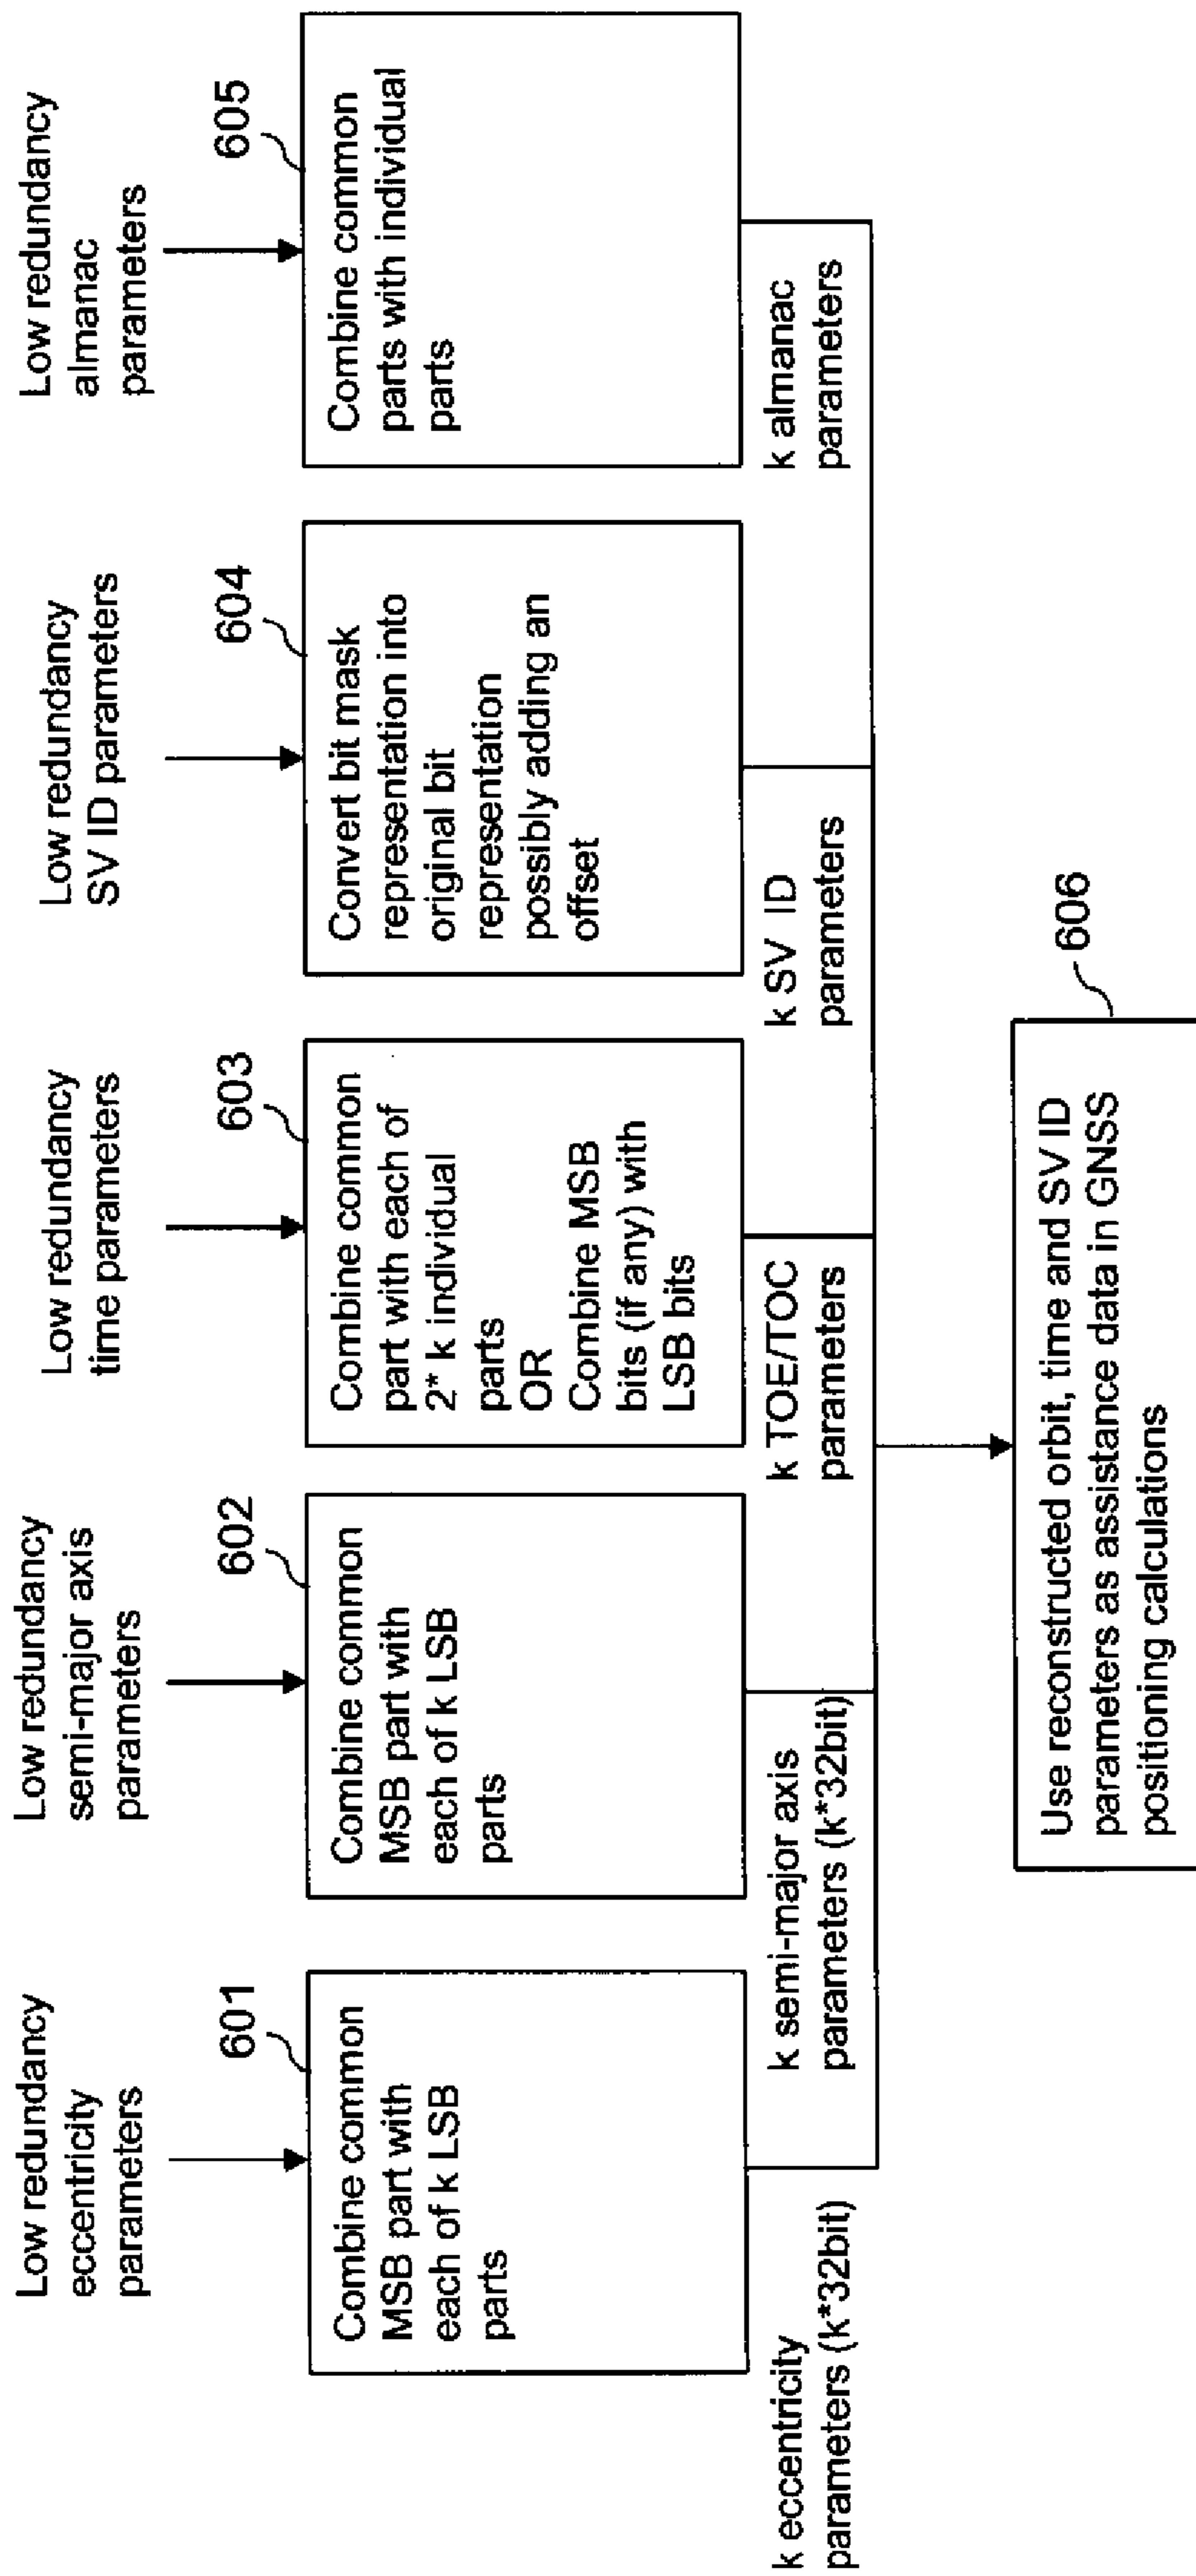 Low redundancy
eccentricity
parameters
601
Combine common
MSB part with
each of k LSB
parts
k eccentricity
parameters (k*32bit)
Low redundancy
semi-major axis
parameters
602
Combine common
MSB part with
each of k LSB
parts
k semi-major axis
parameters (k*32bit)
Low redundancy
time parameters
603
Combine common
part with each of
2* k individual
parts
OR
Combine MSB
bits (if any) with
LSB bits
k TOE/TOC
parameters
Low redundancy
SV ID parameters
604
Convert bit mask
representation into
original bit
representation
possibly adding an
offset
k SV ID
parameters
Low redundancy
almanac
parameters
605
Combine common
parts with individual
parts
k almanac
parameters
606
Use reconstructed orbit, time and SV ID
parameters as assistance data in GNSS
positioning calculations